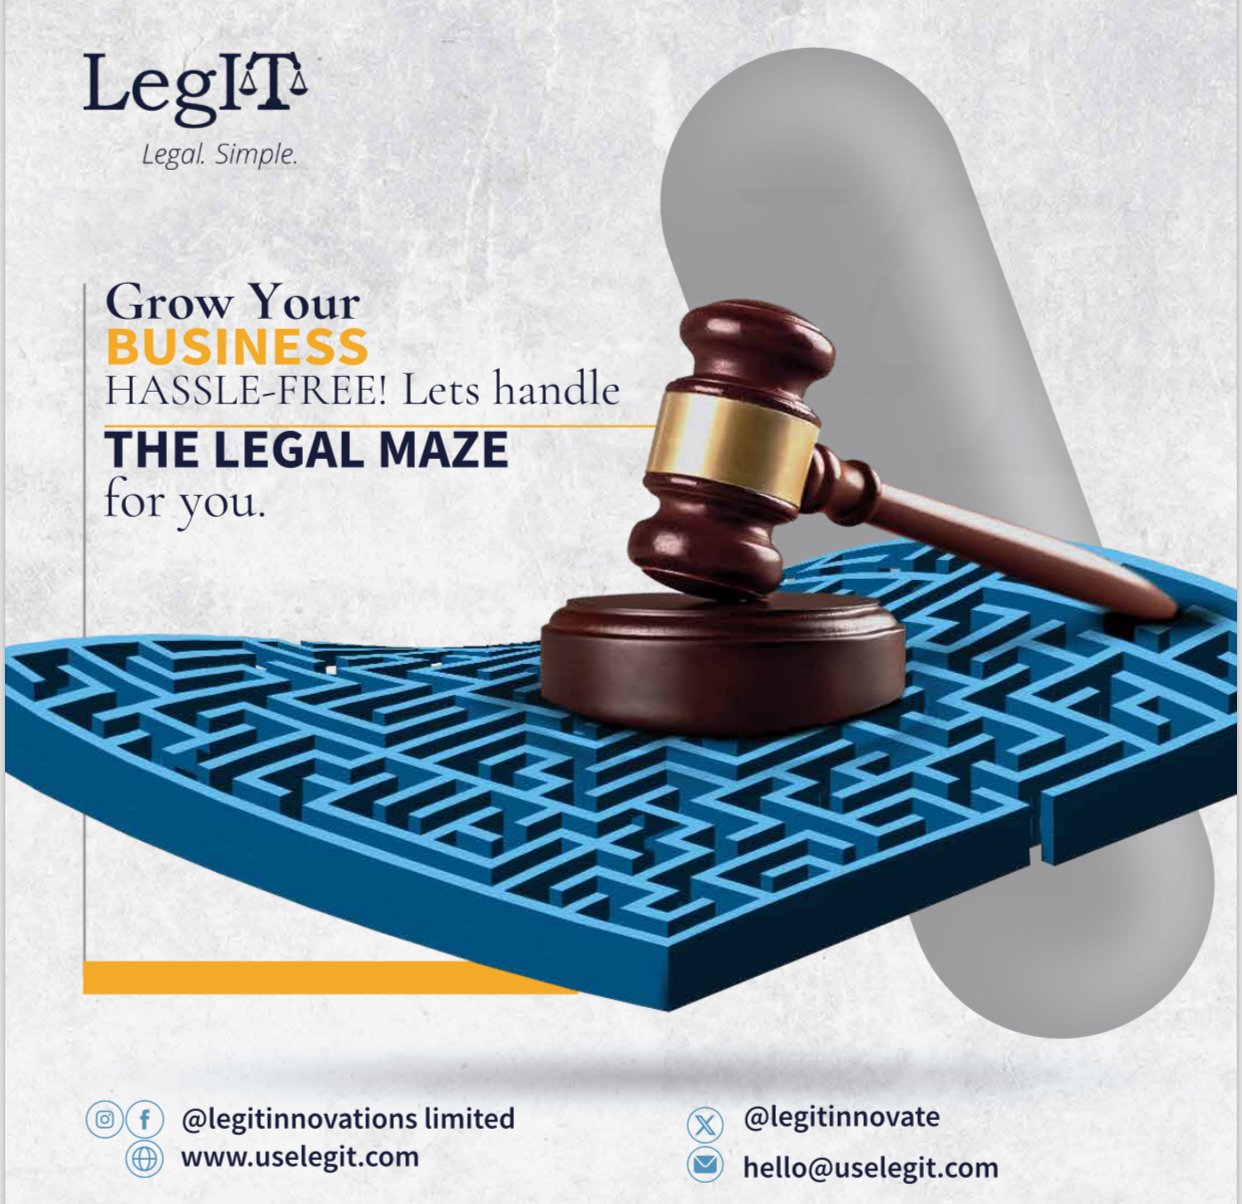 LegIT
Legal. Simple.
Grow Your
BUSINESS
HASSLE-FREE! Lets handle
THE LEGAL MAZE
for you.
@legitinnovations limited
www.uselegit.com
@legitinnovate
hello@uselegit.com